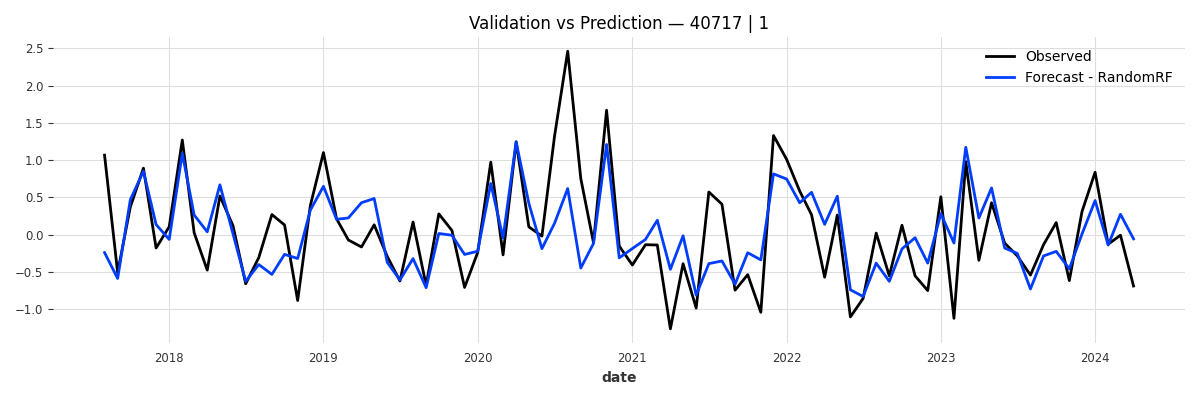 Validation vs Prediction — 40717 | 1
Observed
Forecast - RandomRF
2.5
2.0
1.5
1.0
0.5
0.0
−0.5
−1.0
2018 2019 2020 2021 2022 2023 2024
date